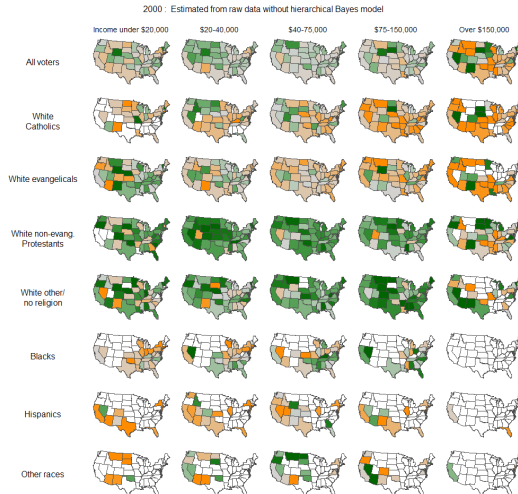 2000 : Estimated from raw data without hierarchical Bayes model
Income under $20,000 $20-40,000 $40-75,000 $75-150,000 Over $150,000
All voters
White
Catholics
White evangelicals
White non-evang.
Protestants
White other/
no religion
Blacks
Hispanics
Other races